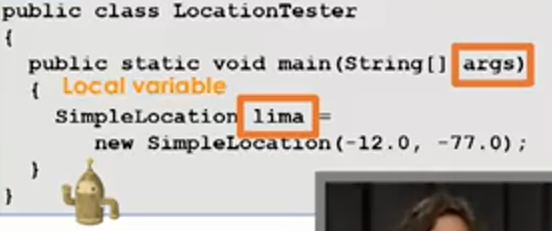 public class LocationTester
{
public static void main(String[] args)
{ Local variable
SimpleLocation lima =
new SimpleLocation(-12.0, -77.0);
}
}